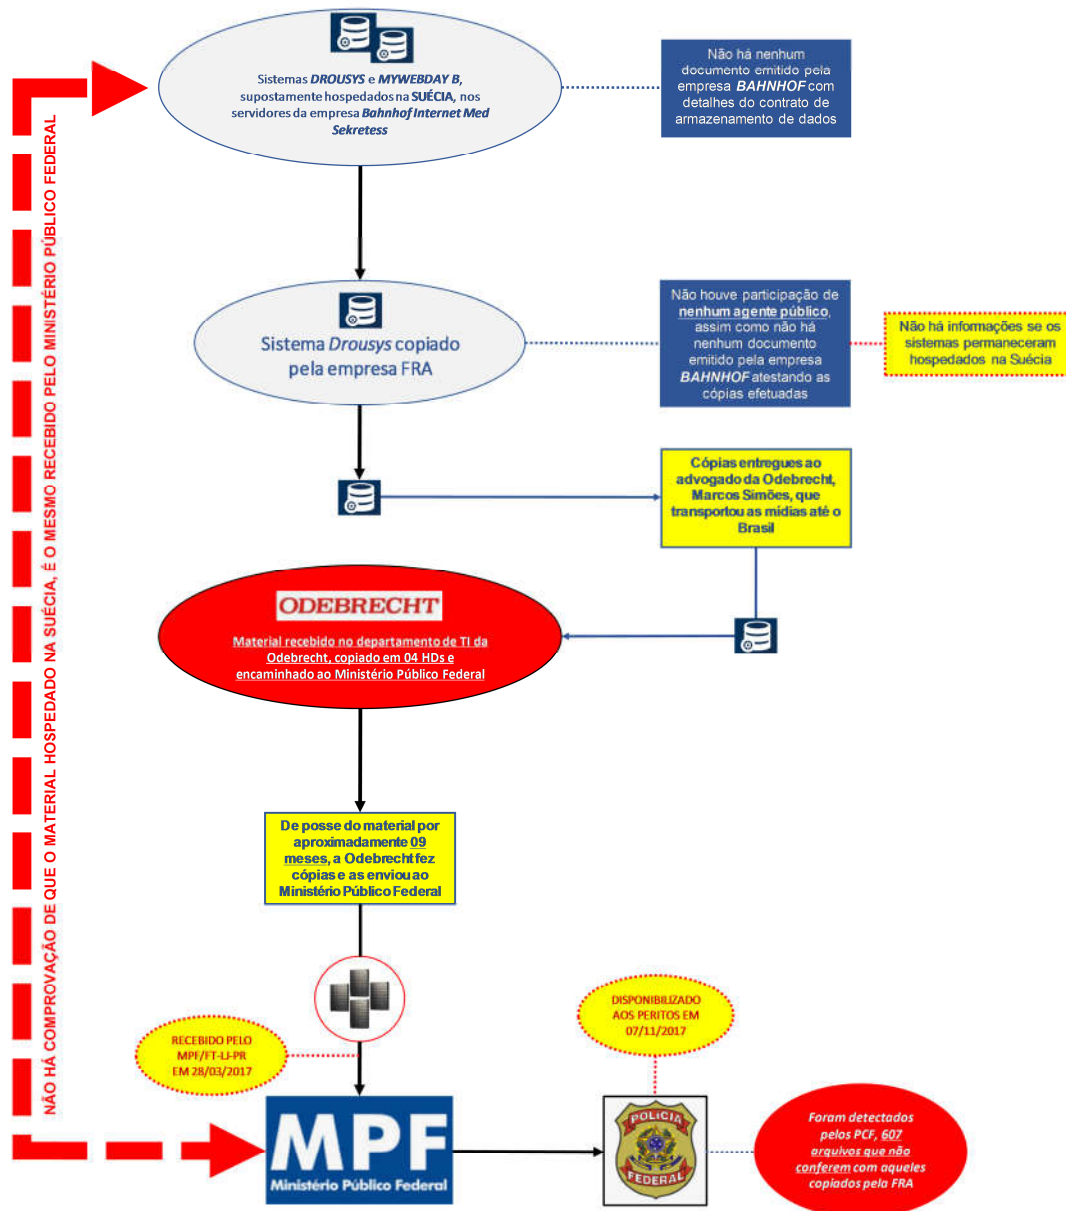 Sistemas DROUSYS e MYWEBDAY B,
supostamente hospedados na SUÉCIA, nos
servidores da empresa Bahnhof Internet Med
Sekretess
Não há nenhum
documento emitido pela
empresa BAHNHOF com
detalhes do contrato de
armazenamento de dados
NÃO HÁ COMPROVAÇÃO DE QUE O MATERIAL HOSPEDADO NA SUÉCIA, É O MESMO RECEBIDO PELO MINISTÉRIO PÚBLICO FEDERAL
Sistema Drousys copiado
pela empresa FRA
Não houve participação de
nenhum agente público,
assim como não há
nenhum documento
emitido pela empresa
BAHNHOF atestando as
cópias efetuadas
Não há informações se os
sistemas permaneceram
hospedados na Suécia
Cópias entregues ao
advogado da Odebrecht,
Marcos Simões, que
transportou as mídias até o
Brasil
ODEBRECHT
Material recebido no departamento de TI da
Odebrecht, copiado em 04 HDs e
encaminhado ao Ministério Público Federal
De posse do material por
aproximadamente 09
meses, a Odebrecht fez
cópias e as enviou ao
Ministério Público Federal
RECEBIDO PELO
MPF/FT-LJ-PR
EM 28/03/2017
DISPONIBILIZADO
AOS PERITOS EM
07/11/2017
MPF
Ministério Público Federal
POLÍCIA
FEDERAL
Foram detectados
pelos PCF, 607
arquivos que não
conferem com aqueles
copiados pela FRA